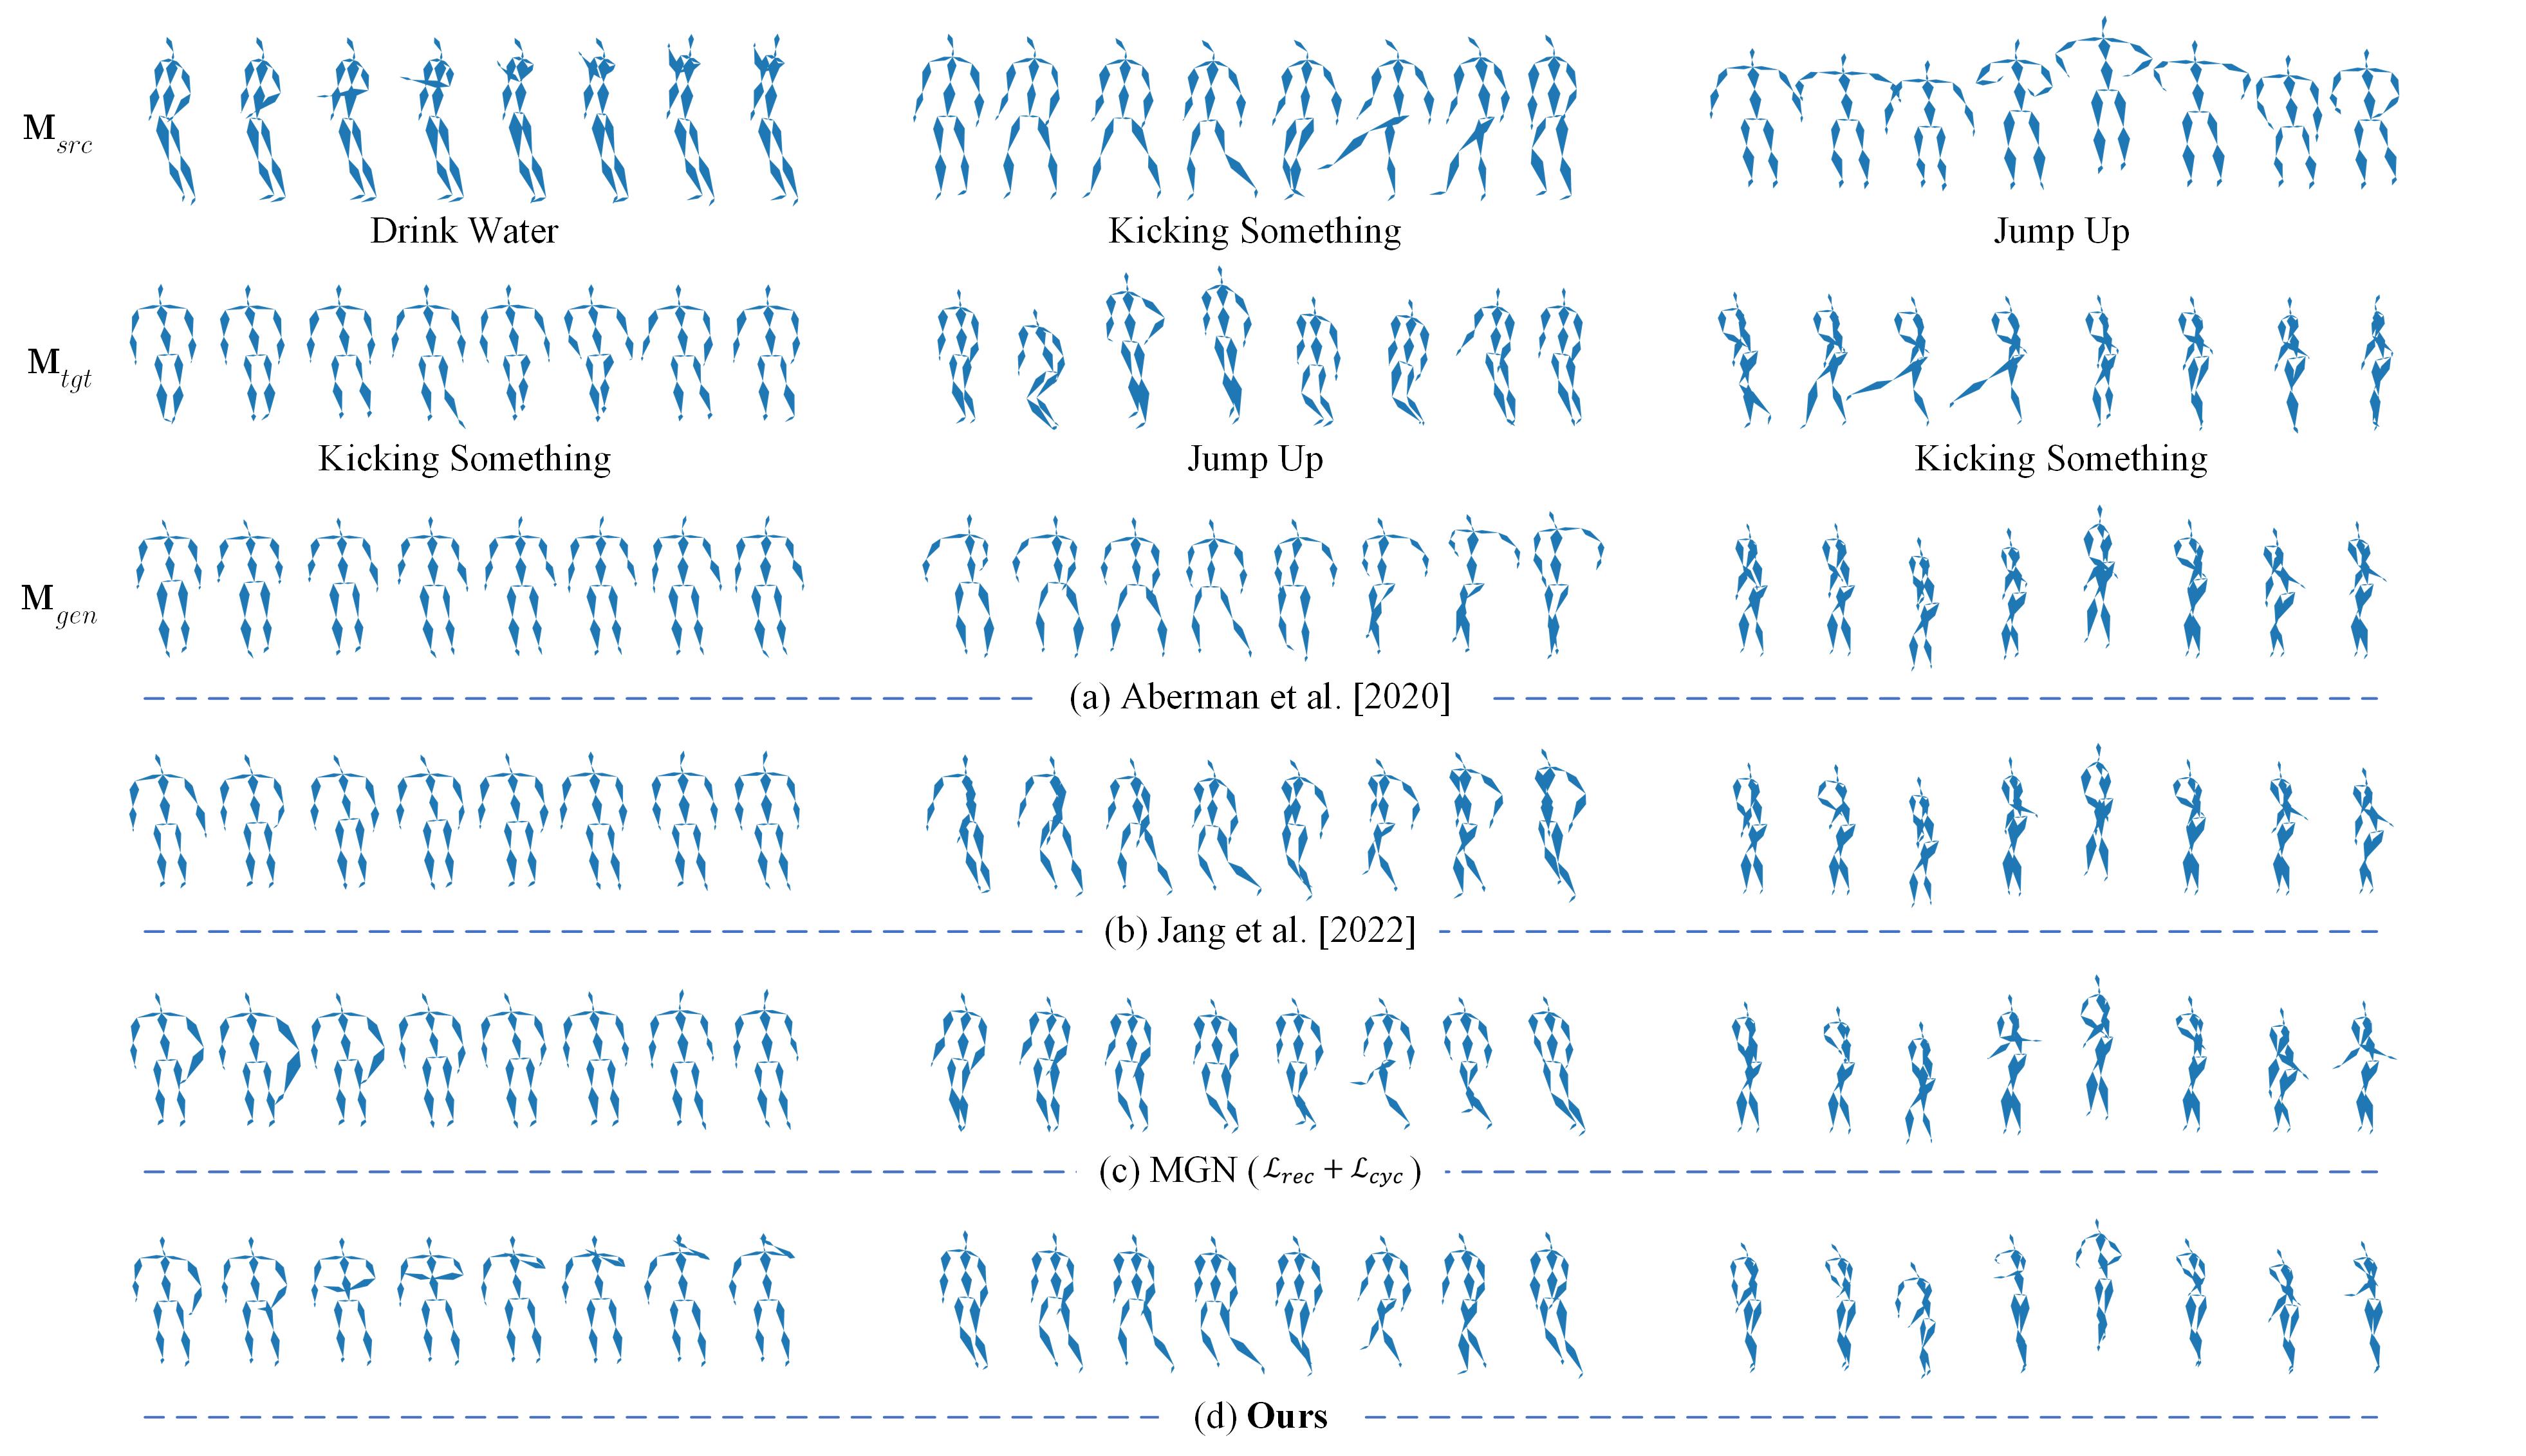 M_src
Drink Water Kicking Something Jump Up
M_tgt
Kicking Something Jump Up Kicking Something
M_gen
(a) Aberman et al. [2020]
(b) Jang et al. [2022]
(c) MGN (ℒ_rec + ℒ_cyc)
(d) Ours